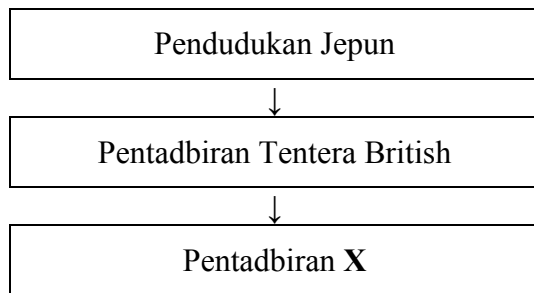 Pendudukan Jepun
↓
Pentadbiran Tentera British
↓
Pentadbiran X